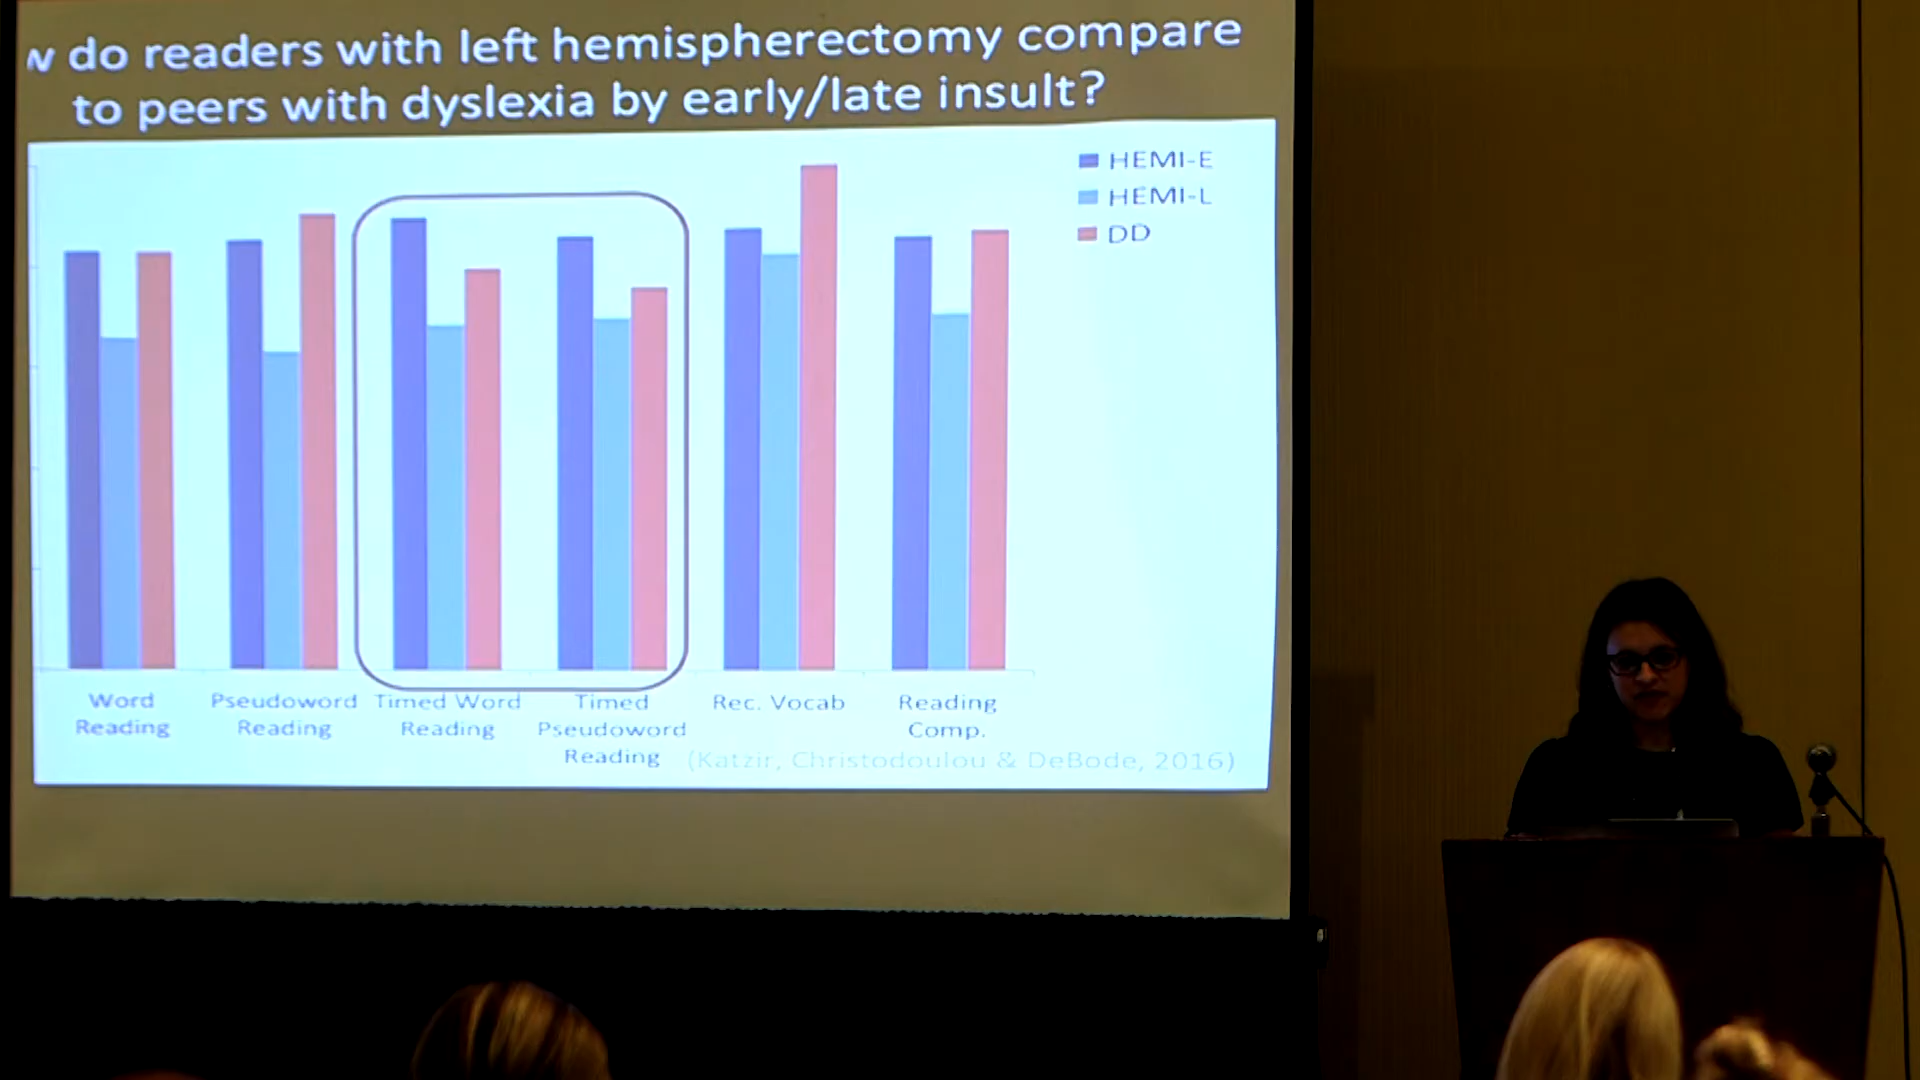 do readers with left hemispherectomy compare
to peers with dyslexia by early/late insult?
HEMI-E
HEMI-L
DD
Word
Reading
Pseudoword
Reading
Timed Word
Reading
Timed
Pseudoword
Reading
Rec. Vocab
Reading
Comp.
(Katzir, Christodoulou & DeBode, 2016)